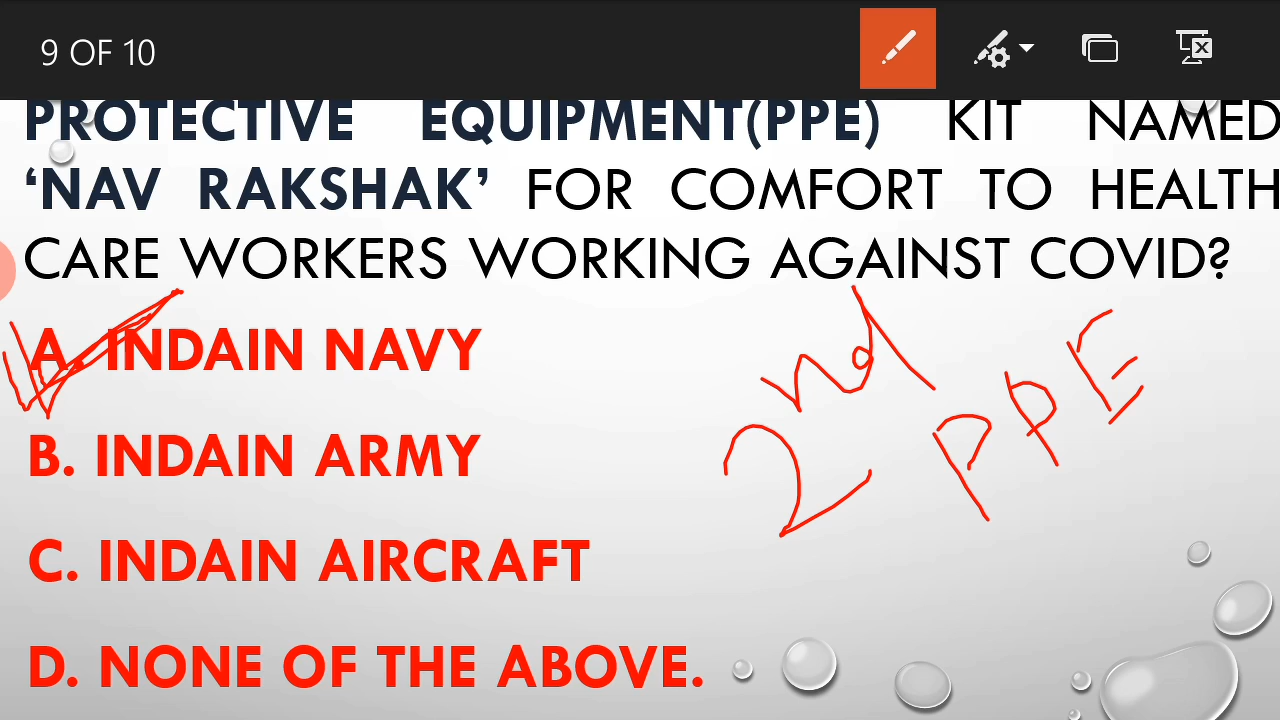 9 OF 10
PROTECTIVE EQUIPMENT(PPE) KIT NAMED
‘NAV RAKSHAK’ FOR COMFORT TO HEALTH
CARE WORKERS WORKING AGAINST COVID?
A. INDAIN NAVY
B. INDAIN ARMY
C. INDAIN AIRCRAFT
D. NONE OF THE ABOVE.
2nd
PPE